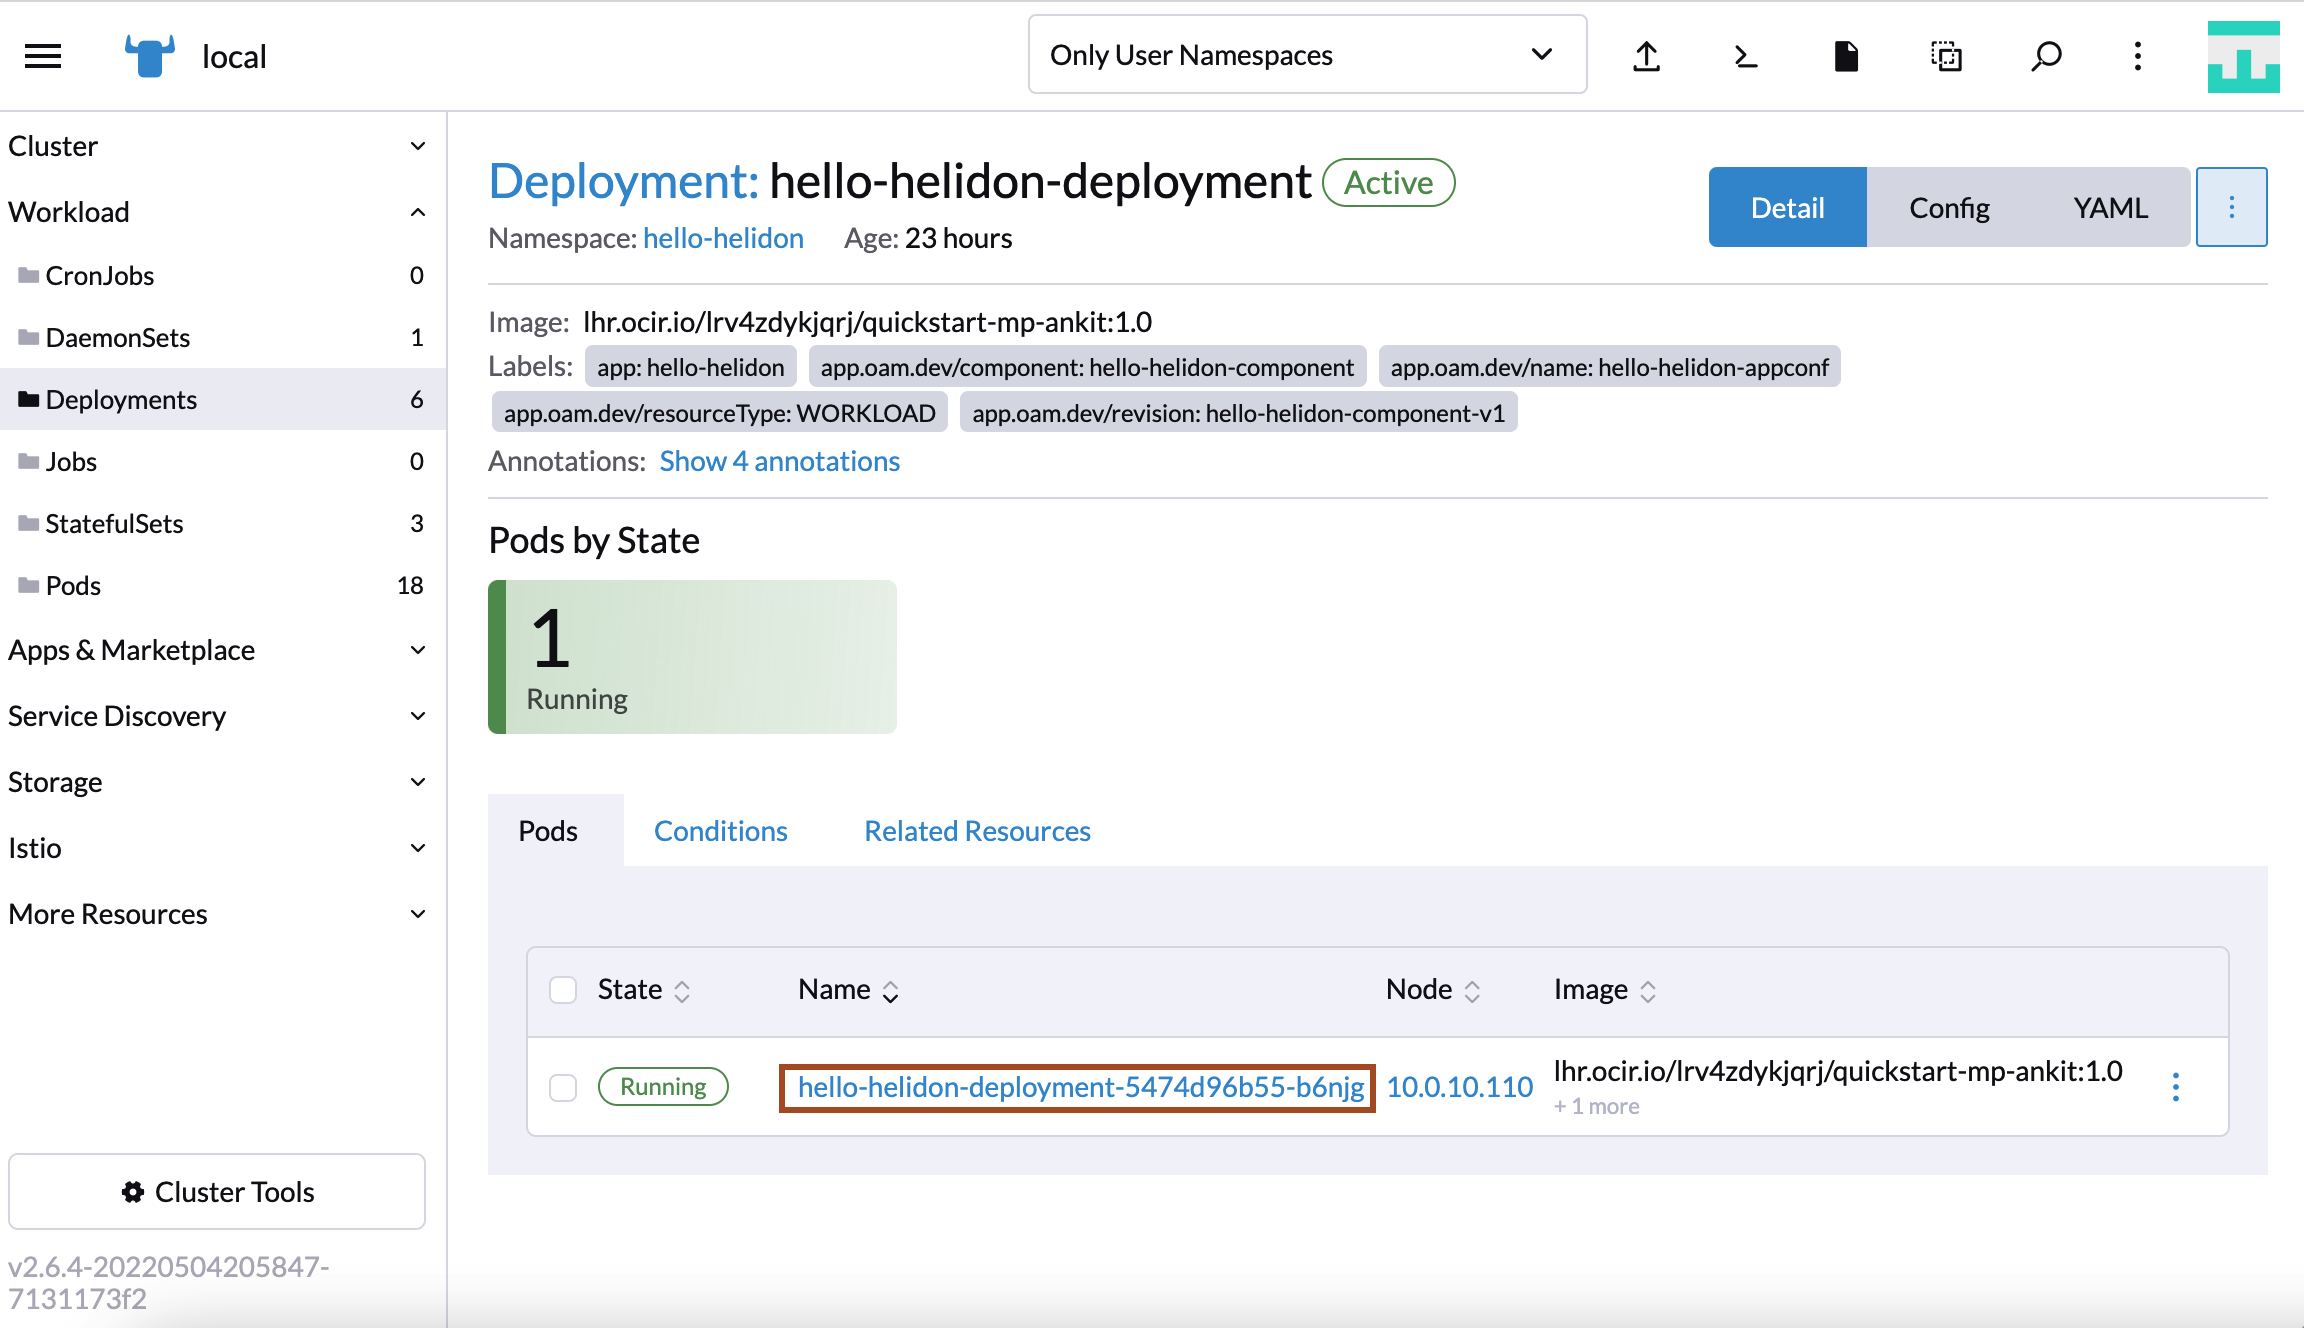 local
Only User Namespaces
Cluster
Workload
CronJobs 0
DaemonSets 1
Deployments 6
Jobs 0
StatefulSets 3
Pods 18
Apps & Marketplace
Service Discovery
Storage
Istio
More Resources
Cluster Tools
v2.6.4-20220504205847-
7131173f2
Deployment: hello-helidon-deployment Active
Namespace: hello-helidon Age: 23 hours
Detail Config YAML
Image: lhr.ocir.io/lrv4zdykjqrj/quickstart-mp-ankit:1.0
Labels: app: hello-helidon app.oam.dev/component: hello-helidon-component app.oam.dev/name: hello-helidon-appconf
app.oam.dev/resourceType: WORKLOAD app.oam.dev/revision: hello-helidon-component-v1
Annotations: Show 4 annotations
Pods by State
1
Running
Pods Conditions Related Resources
State Name Node Image
Running hello-helidon-deployment-5474d96b55-b6njg 10.0.10.110 lhr.ocir.io/lrv4zdykjqrj/quickstart-mp-ankit:1.0
+ 1 more